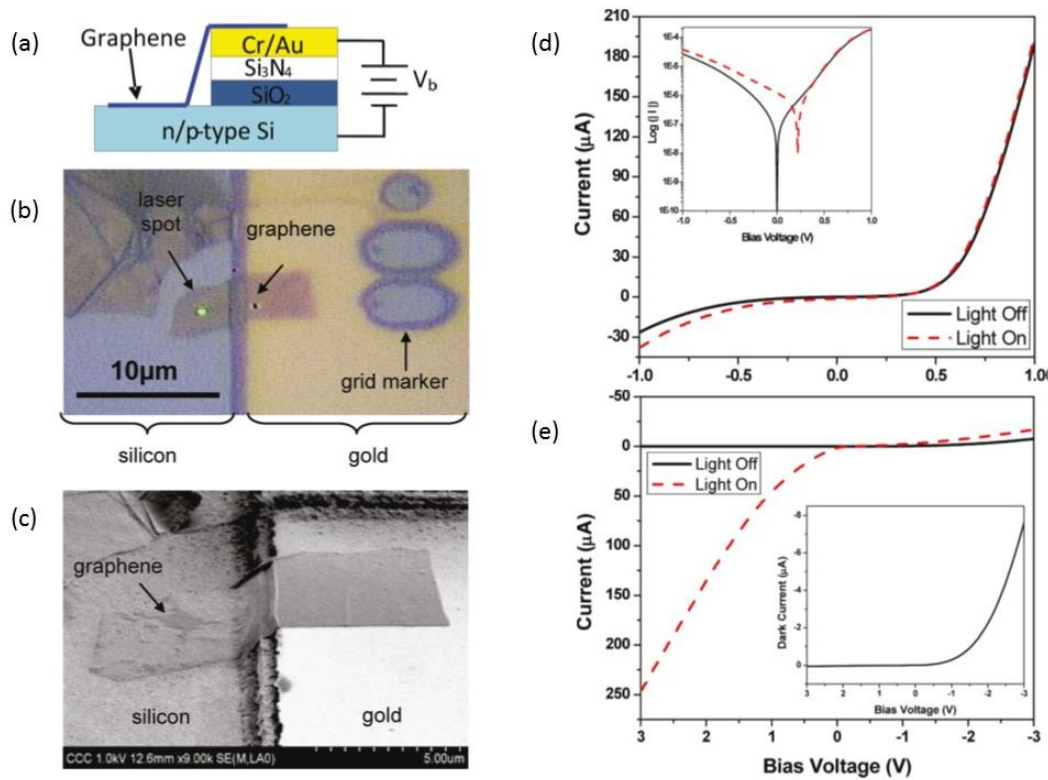 (a)
Graphene
Cr/Au
Si₃N₄
SiO₂
n/p-type Si
V_b
(b)
laser
spot
graphene
10μm
grid marker
silicon
gold
(c)
graphene
silicon
gold
CCC 1.0kV 12.6mm x9.00k SE(M,LA0)
5.00um
(d)
Current (μA)
210
180
150
120
90
60
30
0
-30
-1.0
-0.5
0.0
0.5
1.0
Light Off
Light On
Log (| I |)
1E-4
1E-5
1E-6
1E-7
1E-8
1E-9
1E-10
-1.0
-0.5
0.0
0.5
1.0
Bias Voltage (V)
(e)
Current (μA)
-50
0
50
100
150
200
250
3
2
1
0
-1
-2
-3
Bias Voltage (V)
Light Off
Light On
Dark Current (μA)
-8
-6
-4
-2
0
3
2
1
0
-1
-2
-3
Bias Voltage (V)